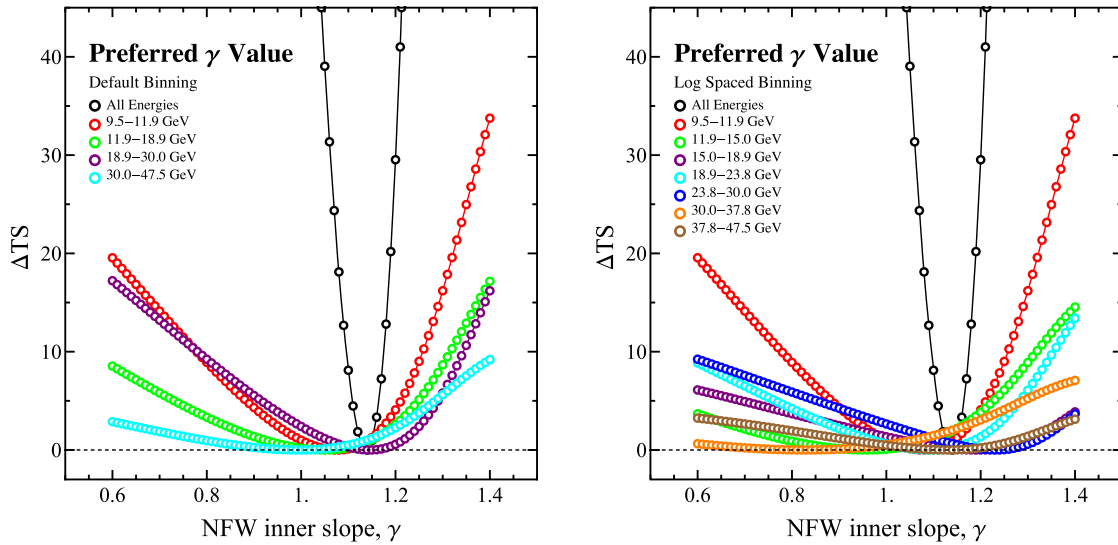 Preferred γ Value
Default Binning
All Energies
9.5−11.9 GeV
11.9−18.9 GeV
18.9−30.0 GeV
30.0−47.5 GeV
ΔTS
0
10
20
30
40
0.6
0.8
1.
1.2
1.4
NFW inner slope, γ
Preferred γ Value
Log Spaced Binning
All Energies
9.5−11.9 GeV
11.9−15.0 GeV
15.0−18.9 GeV
18.9−23.8 GeV
23.8−30.0 GeV
30.0−37.8 GeV
37.8−47.5 GeV
ΔTS
0
10
20
30
40
0.6
0.8
1.
1.2
1.4
NFW inner slope, γ